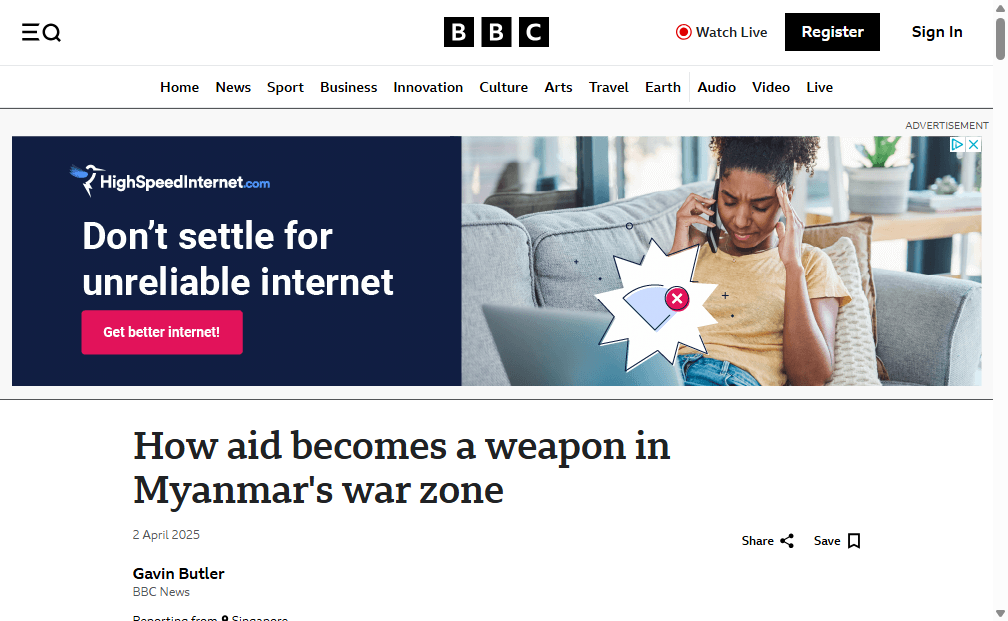 BBC
Watch Live
Register
Sign In
Home News Sport Business Innovation Culture Arts Travel Earth Audio Video Live
ADVERTISEMENT
HighSpeedInternet.com
Don’t settle for
unreliable internet
Get better internet!
How aid becomes a weapon in
Myanmar's war zone
2 April 2025
Share
Save
Gavin Butler
BBC News
Reporting from Singapore